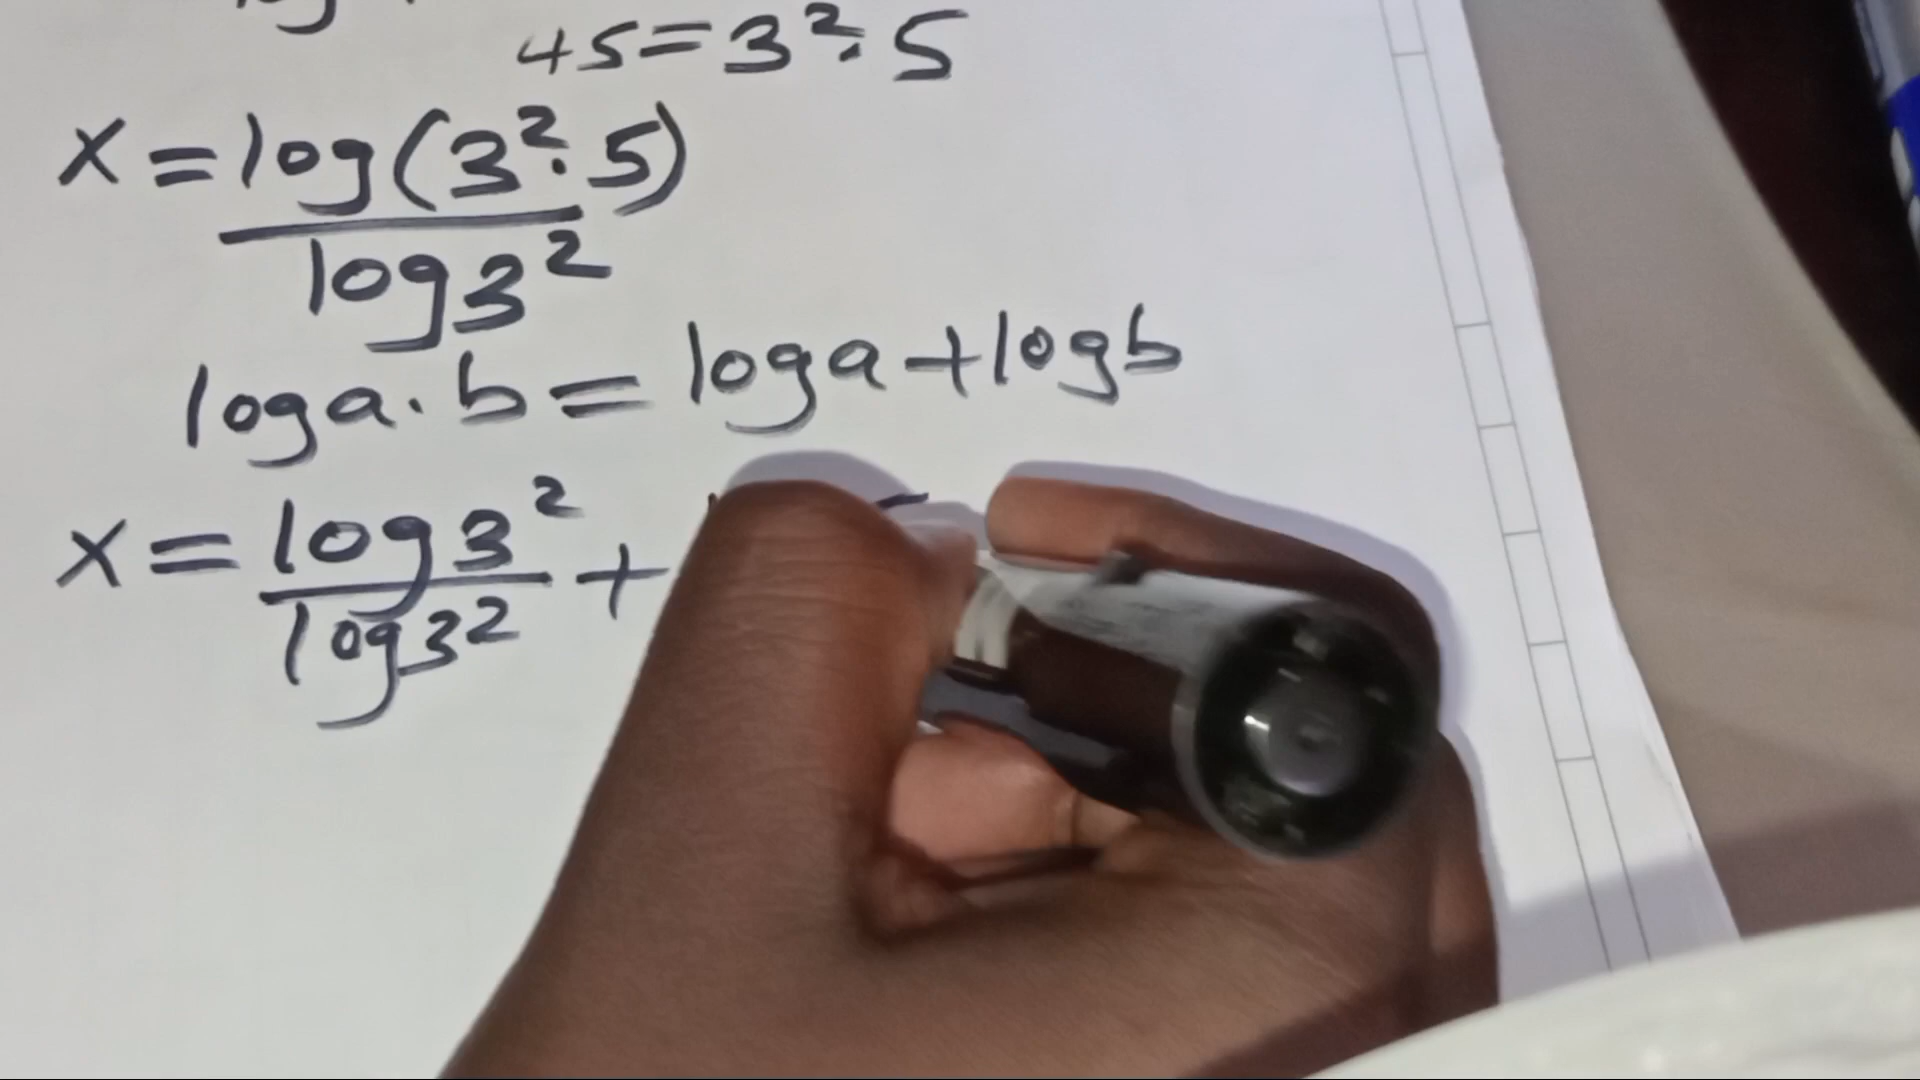 45=3²·5
x=log(3²·5)
log3²
loga·b=loga+logb
x=log3²+
log3²